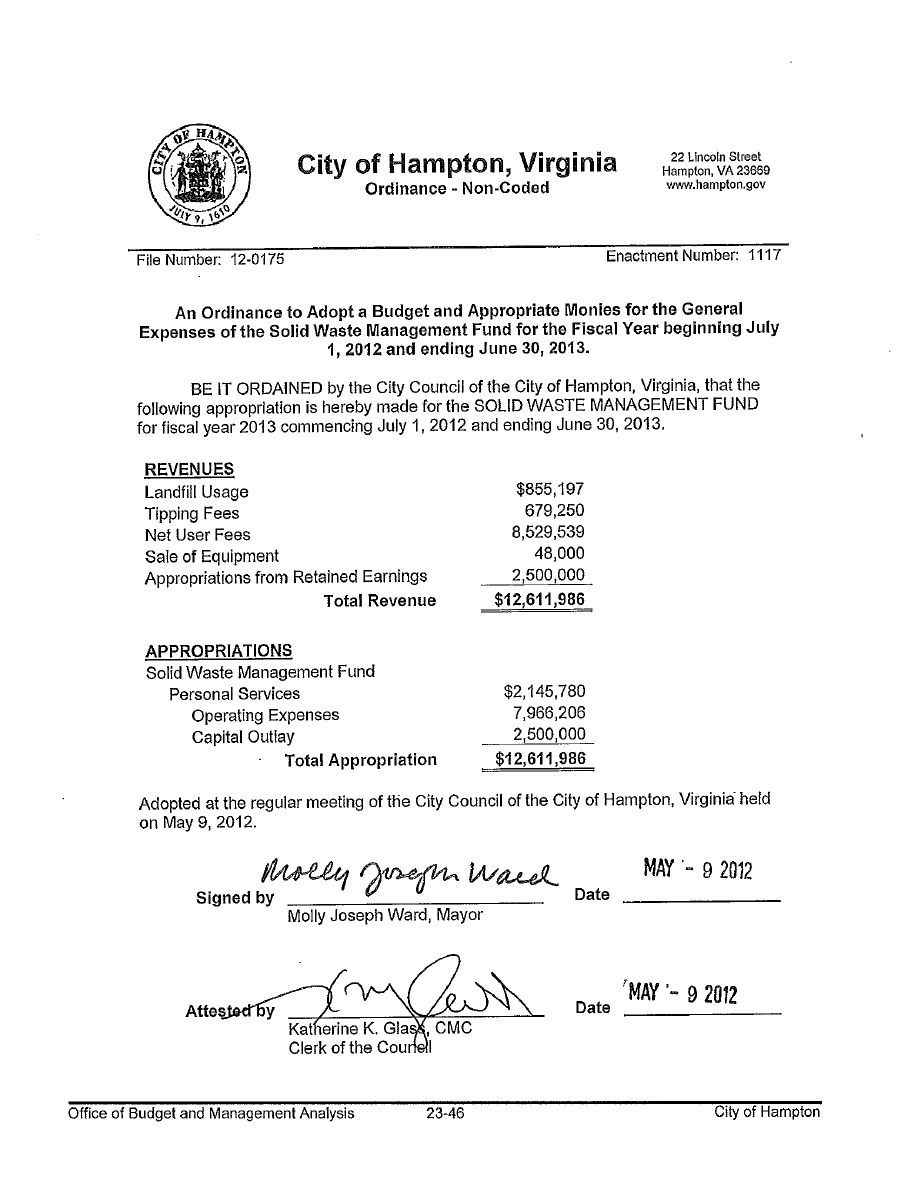 CITY OF HAMPTON
JULY 9, 1610
City of Hampton, Virginia
Ordinance - Non-Coded
22 Lincoln Street
Hampton, VA 23669
www.hampton.gov
File Number: 12-0175
Enactment Number: 1117
An Ordinance to Adopt a Budget and Appropriate Monies for the General
Expenses of the Solid Waste Management Fund for the Fiscal Year beginning July
1, 2012 and ending June 30, 2013.
BE IT ORDAINED by the City Council of the City of Hampton, Virginia, that the
following appropriation is hereby made for the SOLID WASTE MANAGEMENT FUND
for fiscal year 2013 commencing July 1, 2012 and ending June 30, 2013.
REVENUES
Landfill Usage $855,197
Tipping Fees 679,250
Net User Fees 8,529,539
Sale of Equipment 48,000
Appropriations from Retained Earnings 2,500,000
Total Revenue $12,611,986
APPROPRIATIONS
Solid Waste Management Fund
Personal Services $2,145,780
Operating Expenses 7,966,206
Capital Outlay 2,500,000
Total Appropriation $12,611,986
Adopted at the regular meeting of the City Council of the City of Hampton, Virginia held
on May 9, 2012.
Molly Joseph Ward
MAY - 9 2012
Signed by
Date
Molly Joseph Ward, Mayor
MAY - 9 2012
Attested by
Date
Katherine K. Glass, CMC
Clerk of the Council
Office of Budget and Management Analysis 23-46 City of Hampton